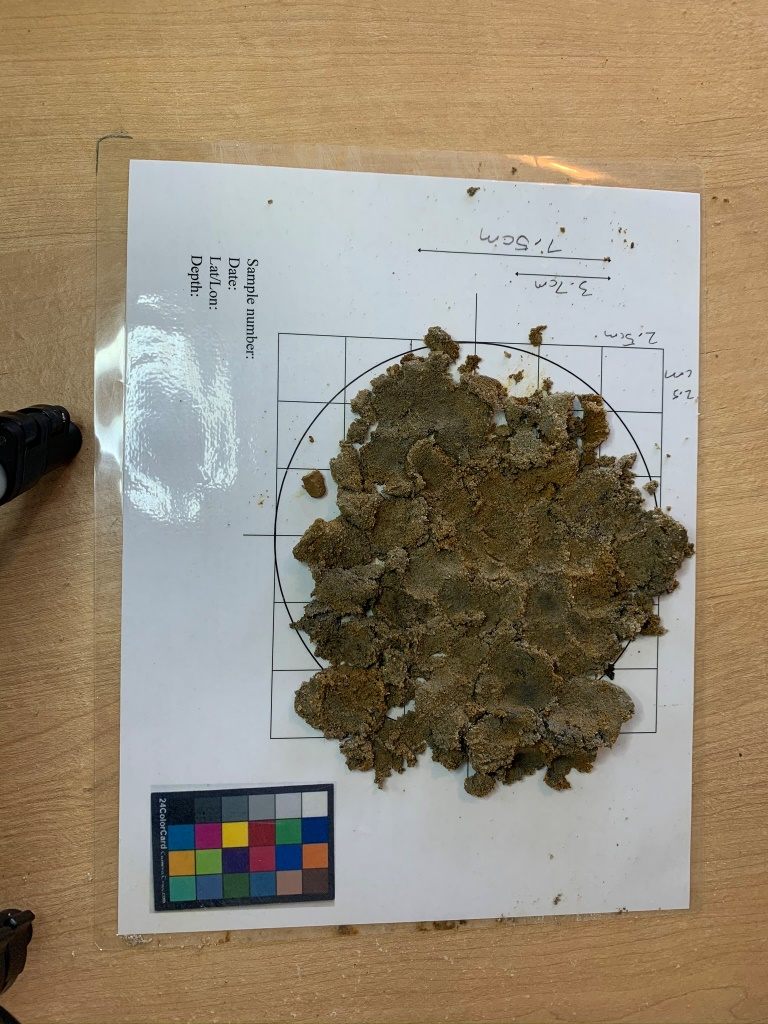 Sample number:
Date:
Lat/Lon:
Depth:
7.5cm
3.7cm
2.5cm
2.5
cm
24ColorCard